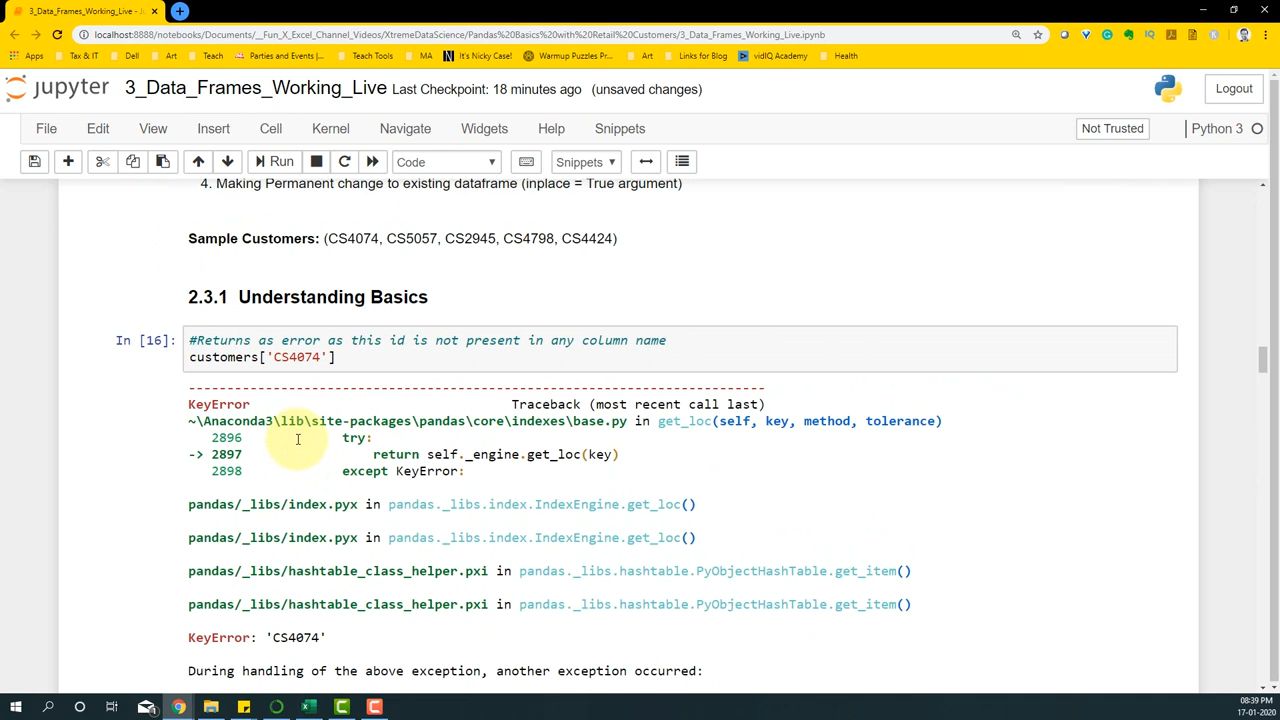 3_Data_Frames_Working_Live - Ju
localhost:8888/notebooks/Documents/__Fun_X_Excel_Channel_Videos/XtremeDataScience/Pandas%20Basics%20with%20Retail%20Customers/3_Data_Frames_Working_Live.ipynb
Apps Tax & IT Dell Art Teach Parties and Events |... Teach Tools MA It's Nicky Case! Warmup Puzzles Pr... Art Links for Blog vidIQ Academy Health
jupyter 3_Data_Frames_Working_Live Last Checkpoint: 18 minutes ago (unsaved changes) Logout
File Edit View Insert Cell Kernel Navigate Widgets Help Snippets Not Trusted Python 3
Run Code Snippets
4. Making Permanent change to existing dataframe (inplace = True argument)
Sample Customers: (CS4074, CS5057, CS2945, CS4798, CS4424)
2.3.1 Understanding Basics
In [16]: #Returns as error as this id is not present in any column name
customers['CS4074']
---------------------------------------------------------------------------
KeyError Traceback (most recent call last)
~\Anaconda3\lib\site-packages\pandas\core\indexes\base.py in get_loc(self, key, method, tolerance)
2896 try:
-> 2897 return self._engine.get_loc(key)
2898 except KeyError:
pandas/_libs/index.pyx in pandas._libs.index.IndexEngine.get_loc()
pandas/_libs/index.pyx in pandas._libs.index.IndexEngine.get_loc()
pandas/_libs/hashtable_class_helper.pxi in pandas._libs.hashtable.PyObjectHashTable.get_item()
pandas/_libs/hashtable_class_helper.pxi in pandas._libs.hashtable.PyObjectHashTable.get_item()
KeyError: 'CS4074'
During handling of the above exception, another exception occurred:
08:39 PM
17-01-2020